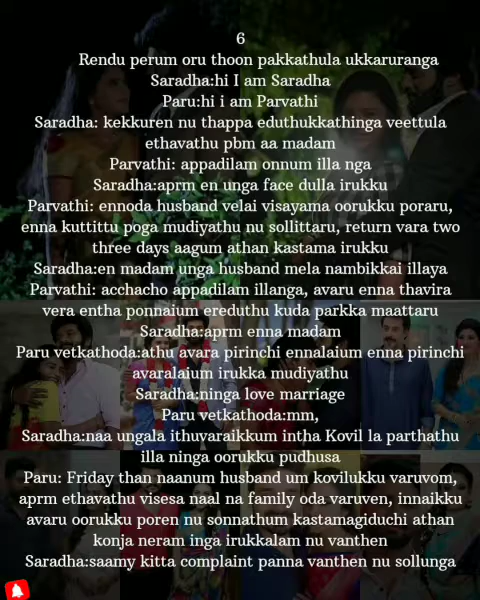 6
Rendu perum oru thoon pakkathula ukkaruranga
Saradha:hi I am Saradha
Paru:hi i am Parvathi
Saradha: kekkuren nu thappa eduthukkathinga veettula
ethavathu pbm aa madam
Parvathi: appadilam onnum illa nga
Saradha:aprm en unga face dulla irukku
Parvathi: ennoda husband velai visayama oorukku poraru,
enna kuttittu poga mudiyathu nu sollittaru, return vara two
three days aagum athan kastama irukku
Saradha:en madam unga husband mela nambikkai illaya
Parvathi: acchacho appadilam illanga, avaru enna thavira
vera entha ponnaium ereduthu kuda parkka maattaru
Saradha:aprm enna madam
Paru vetkathoda:athu avara pirinchi ennalaium enna pirinchi
avaralaium irukka mudiyathu
Saradha:ninga love marriage
Paru vetkathoda:mm,
Saradha:naa ungala ithuvaraikkum intha Kovil la parthathu
illa ninga oorukku pudhusa
Paru: Friday than naanum husband um kovilukku varuvom,
aprm ethavathu visesa naal na family oda varuven, innaikku
avaru oorukku poren nu sonnathum kastamagiduchi athan
konja neram inga irukkalam nu vanthen
Saradha:saamy kitta complaint panna vanthen nu sollunga